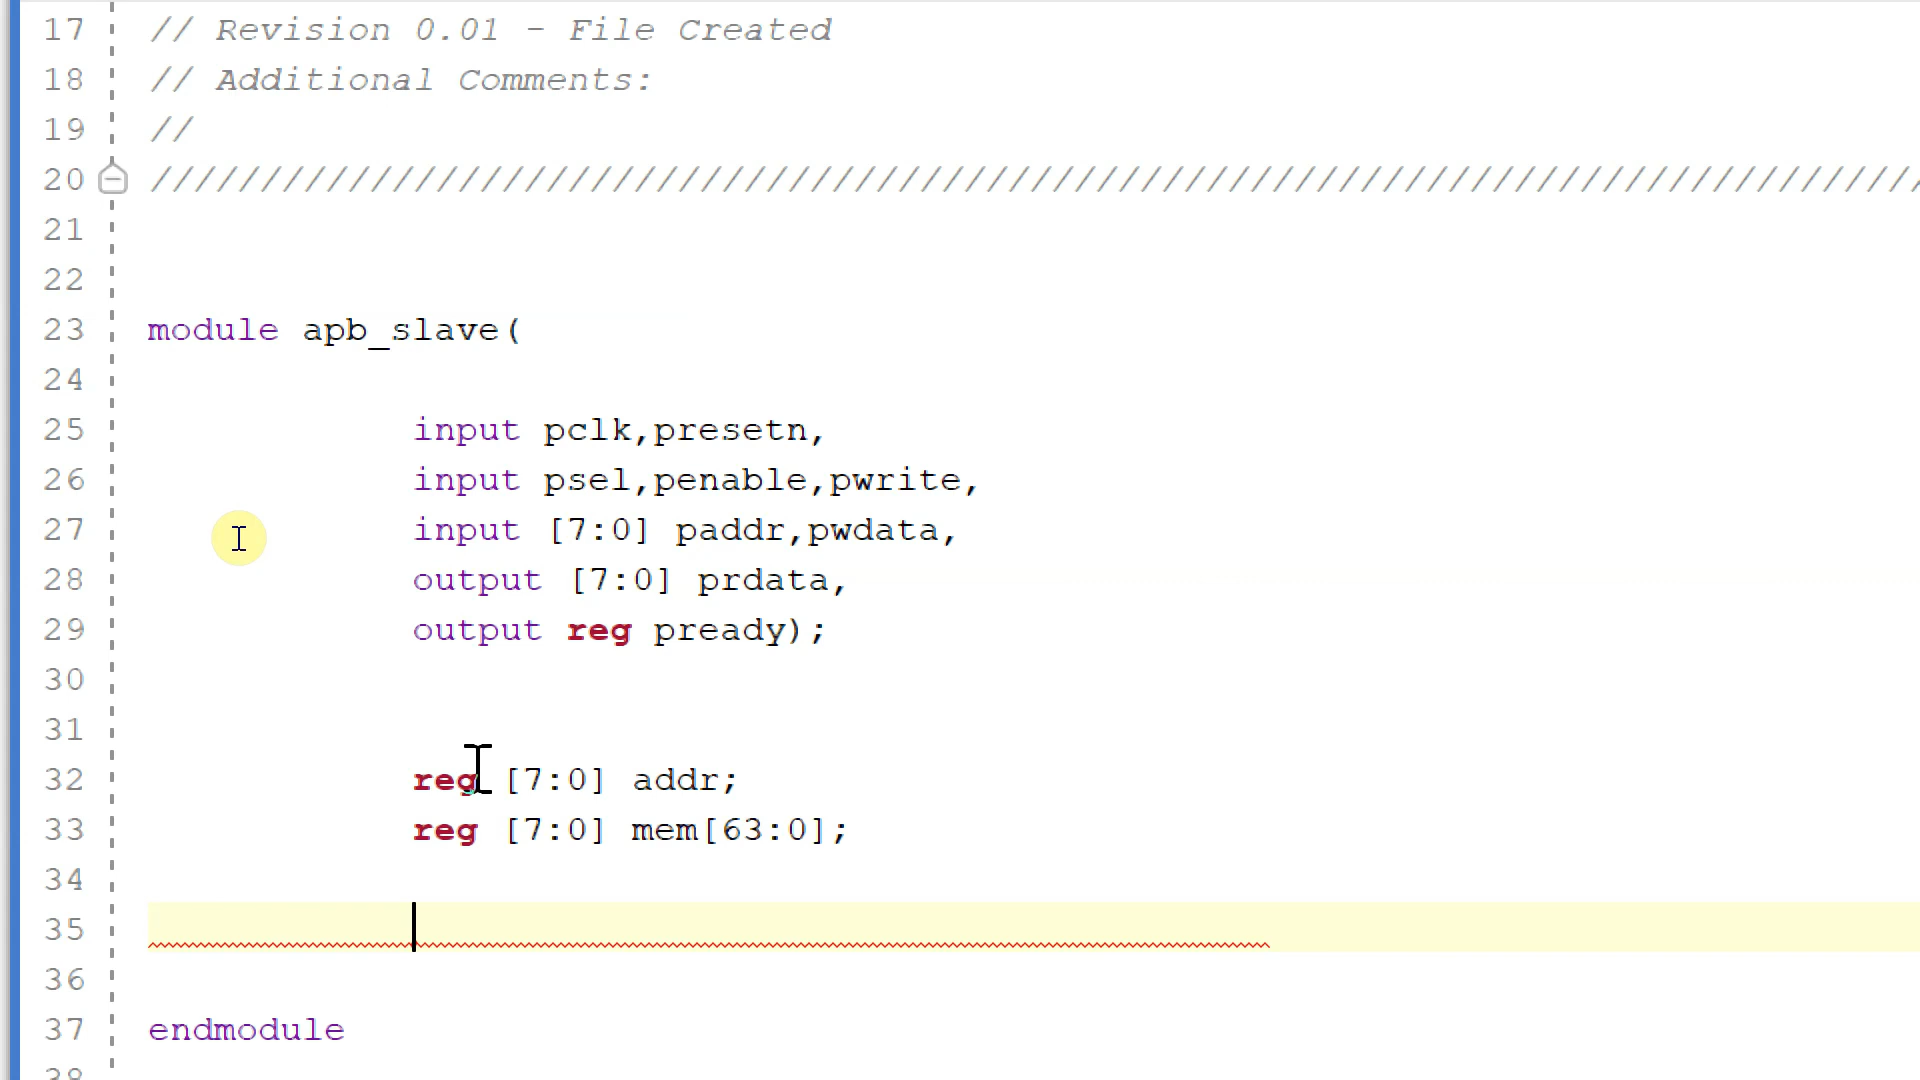 17 // Revision 0.01 - File Created
18 // Additional Comments:
19 //
20 ////////////////////////////////////////////////////////////////////////////////
21
22
23 module apb_slave(
24
25 input pclk,presetn,
26 input psel,penable,pwrite,
27 input [7:0] paddr,pwdata,
28 output [7:0] prdata,
29 output reg pready);
30
31
32 reg [7:0] addr;
33 reg [7:0] mem[63:0];
34
35
36
37 endmodule
38